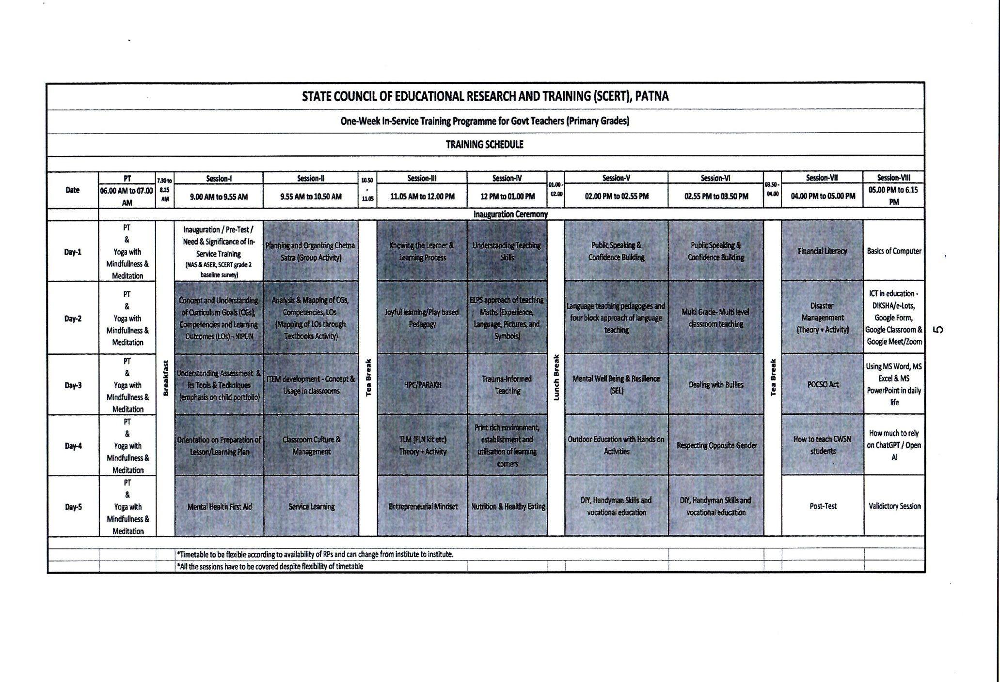 STATE COUNCIL OF EDUCATIONAL RESEARCH AND TRAINING (SCERT), PATNA
One-Week In-Service Training Programme for Govt Teachers (Primary Grades)
TRAINING SCHEDULE
Date
PT
06.00 AM to 07.00
AM
7.30 to
8.15
AM
Session-I
9.00 AM to 9.55 AM
Session-II
9.55 AM to 10.50 AM
10.50
-
11.05
Session-III
11.05 AM to 12.00 PM
Session-IV
12 PM to 01.00 PM
01.00 -
02.00
Session-V
02.00 PM to 02.55 PM
Session-VI
02.55 PM to 03.50 PM
03.50 -
04.00
Session-VII
04.00 PM to 05.00 PM
Session-VIII
05.00 PM to 6.15
PM
Inauguration Ceremony
Day-1
PT
&
Yoga with
Mindfullness &
Meditation
Breakfast
Inauguration / Pre-Test /
Need & Significance of In-
Service Training
(NAS & ASER, SCERT grade 2
baseline survey)
Planning and Organizing Chetna
Satra (Group Activity)
Tea Break
Knowing the Learner &
Learning Process
Understanding Teaching
Skills
Lunch Break
Public Speaking &
Confidence Building
Public Speaking &
Confidence Building
Tea Break
Financial Literacy
Basics of Computer
Day-2
PT
&
Yoga with
Mindfullness &
Meditation
Concept and Understanding
of Curriculum Goals (CGs),
Competencies and Learning
Outcomes (LOs) - NIPUN
Analysis & Mapping of CGs,
Competencies, LOs
(Mapping of LOs through
Textbooks Activity)
Joyful learning/Play based
Pedagogy
ELPS approach of teaching
Maths (Experience,
Language, Pictures, and
Symbols)
Language teaching pedagogies and
four block approach of language
teaching
Multi Grade- Multi level
classroom teaching
Disaster
Managenment
(Theory + Activity)
ICT in education -
DIKSHA/e-Lots,
Google Form,
Google Classroom &
Google Meet/Zoom
Day-3
PT
&
Yoga with
Mindfullness &
Meditation
Understanding Assessment &
its Tools & Techniques
(emphasis on child portfolio)
ITEM development - Concept &
Usage in classrooms
HPC/PARAKH
Trauma-Informed
Teaching
Mental Well Being & Resilience
(SEL)
Dealing with Bullies
POCSO Act
Using MS Word, MS
Excel & MS
PowerPoint in daily
life
Day-4
PT
&
Yoga with
Mindfullness &
Meditation
Orientation on Preparation of
Lesson/Learning Plan
Classroom Culture &
Management
TLM (FLN kit etc)
Theory + Activity
Print rich environment,
establishment and
utilisation of learning
corners
Outdoor Education with Hands on
Activities
Respecting Opposite Gender
How to teach CWSN
students
How much to rely
on ChatGPT / Open
AI
Day-5
PT
&
Yoga with
Mindfullness &
Meditation
Mental Health First Aid
Service Learning
Entrepreneurial Mindset
Nutrition & Healthy Eating
DIY, Handyman Skills and
vocational education
DIY, Handyman Skills and
vocational education
Post-Test
Validictory Session
*Timetable to be flexible according to availability of RPs and can change from institute to institute.
*All the sessions have to be covered despite flexibility of timetable
5